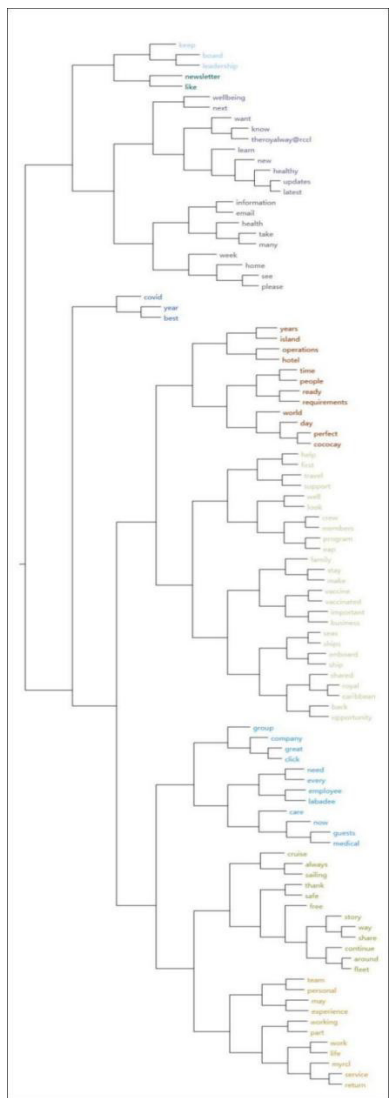 keep
board
leadership
newsletter
like
wellbeing
next
want
know
theroyalway@rccl
learn
new
healthy
updates
latest
information
email
health
take
many
week
home
see
please
covid
year
best
years
island
operations
hotel
time
people
ready
requirements
world
day
perfect
cococay
help
first
travel
support
well
look
crew
members
program
family
stay
make
vaccine
vaccinated
important
business
seas
ships
onboard
ship
shared
royal
caribbean
back
opportunity
group
company
great
click
need
every
employee
labadee
care
now
guests
medical
cruise
always
sailing
thank
safe
free
story
way
share
continue
around
fleet
team
personal
may
experience
working
part
work
life
myrcl
service
return